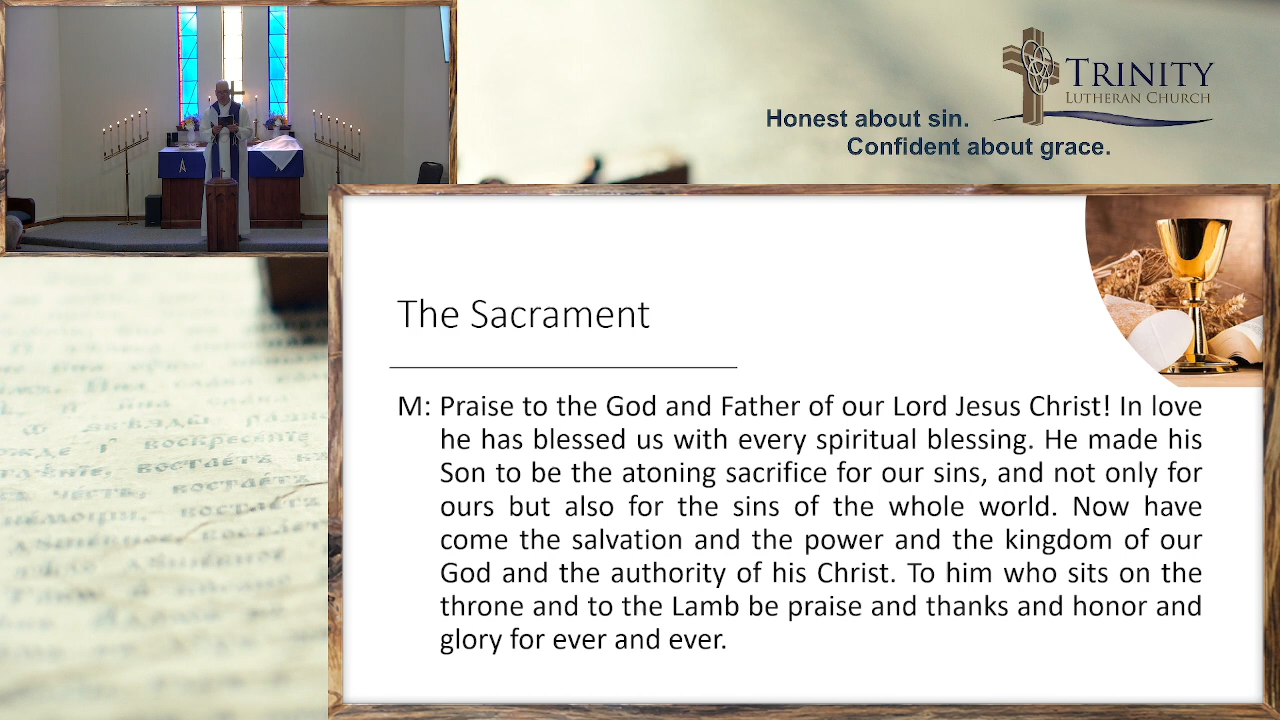 TRINITY
LUTHERAN CHURCH
Honest about sin.
Confident about grace.
The Sacrament
M: Praise to the God and Father of our Lord Jesus Christ! In love
he has blessed us with every spiritual blessing. He made his
Son to be the atoning sacrifice for our sins, and not only for
ours but also for the sins of the whole world. Now have
come the salvation and the power and the kingdom of our
God and the authority of his Christ. To him who sits on the
throne and to the Lamb be praise and thanks and honor and
glory for ever and ever.